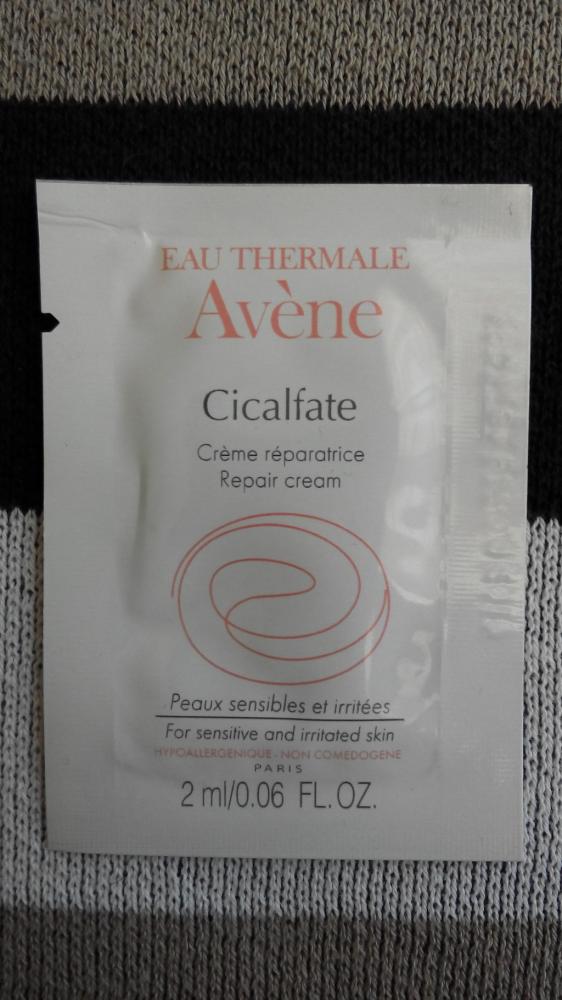 EAU THERMALE
Avène
Cicalfate
Crème réparatrice
Repair cream
Peaux sensibles et irritées
For sensitive and irritated skin
HYPOALLERGENIQUE - NON COMEDOGENE
PARIS
2 ml/0.06 FL. OZ.